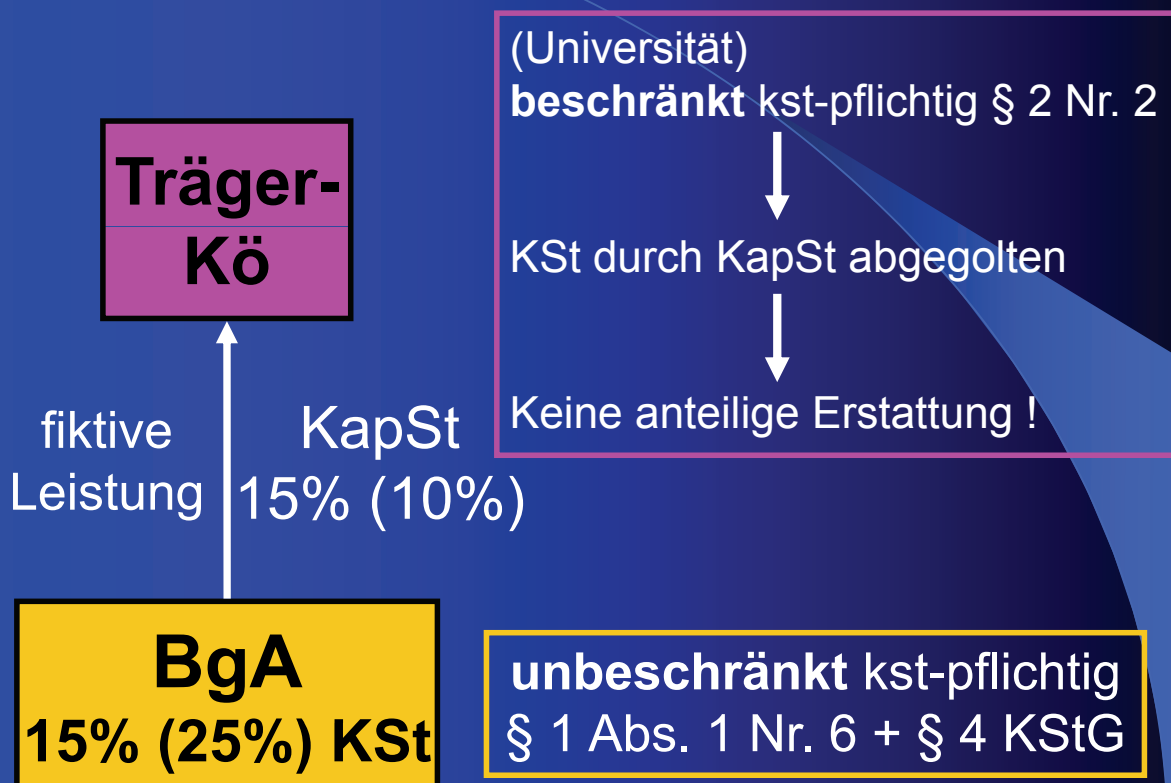 (Universität)
beschränkt kst-pflichtig § 2 Nr. 2
Träger-
Kö
KSt durch KapSt abgegolten
Keine anteilige Erstattung !
fiktive
Leistung
KapSt
15% (10%)
BgA
15% (25%) KSt
unbeschränkt kst-pflichtig
§ 1 Abs. 1 Nr. 6 + § 4 KStG